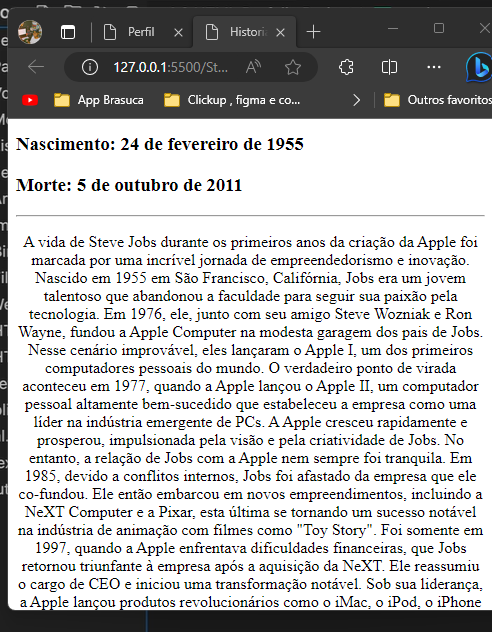 Perfil
Histori
127.0.0.1:5500/St...
App Brasuca
Clickup , figma e co...
Outros favoritos
Nascimento: 24 de fevereiro de 1955
Morte: 5 de outubro de 2011
A vida de Steve Jobs durante os primeiros anos da criação da Apple foi
marcada por uma incrível jornada de empreendedorismo e inovação.
Nascido em 1955 em São Francisco, Califórnia, Jobs era um jovem
talentoso que abandonou a faculdade para seguir sua paixão pela
tecnologia. Em 1976, ele, junto com seu amigo Steve Wozniak e Ron
Wayne, fundou a Apple Computer na modesta garagem dos pais de Jobs.
Nesse cenário improvável, eles lançaram o Apple I, um dos primeiros
computadores pessoais do mundo. O verdadeiro ponto de virada
aconteceu em 1977, quando a Apple lançou o Apple II, um computador
pessoal altamente bem-sucedido que estabeleceu a empresa como uma
líder na indústria emergente de PCs. A Apple cresceu rapidamente e
prosperou, impulsionada pela visão e pela criatividade de Jobs. No
entanto, a relação de Jobs com a Apple nem sempre foi tranquila. Em
1985, devido a conflitos internos, Jobs foi afastado da empresa que ele
co-fundou. Ele então embarcou em novos empreendimentos, incluindo a
NeXT Computer e a Pixar, esta última se tornando um sucesso notável
na indústria de animação com filmes como "Toy Story". Foi somente em
1997, quando a Apple enfrentava dificuldades financeiras, que Jobs
retornou triunfante à empresa após a aquisição da NeXT. Ele reassumiu
o cargo de CEO e iniciou uma transformação notável. Sob sua liderança,
a Apple lançou produtos revolucionários como o iMac, o iPod, o iPhone